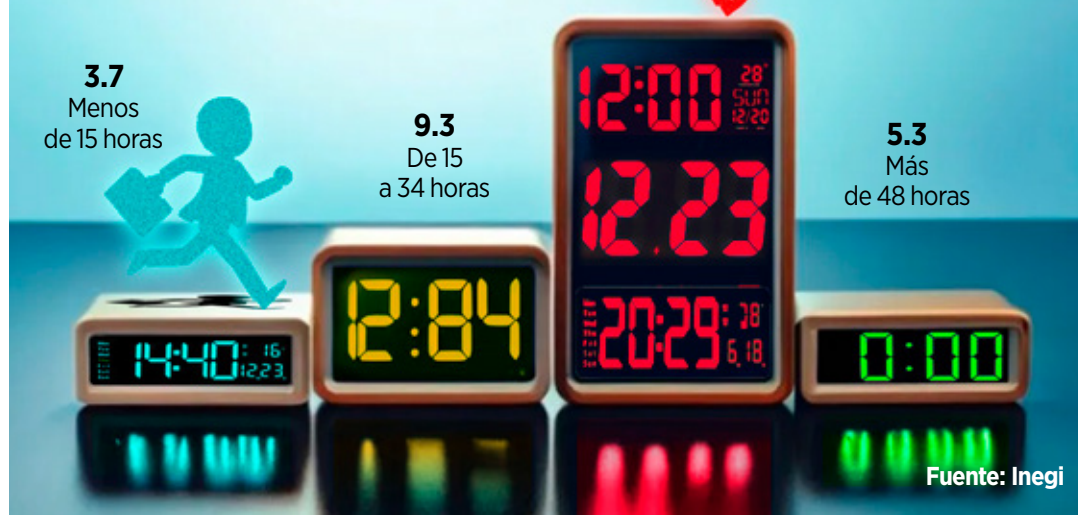 3.7
Menos
de 15 horas
9.3
De 15
a 34 horas
5.3
Más
de 48 horas
12:00
28°
SUN
12/20
12.23
20:29:
38°
6,18,
12:84
14:40:
16
12,23,
0:00
Fuente: Inegi